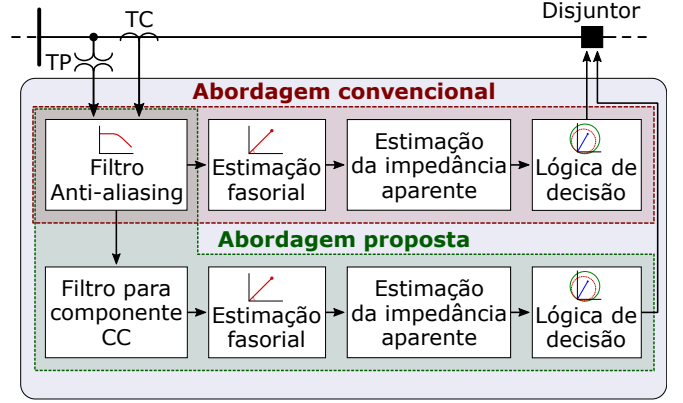 Disjuntor
TC
TP
Abordagem convencional
Filtro
Anti-aliasing
Estimação
fasorial
Estimação
da impedância
aparente
Lógica de
decisão
Abordagem proposta
Filtro para
componente
CC
Estimação
fasorial
Estimação
da impedância
aparente
Lógica de
decisão